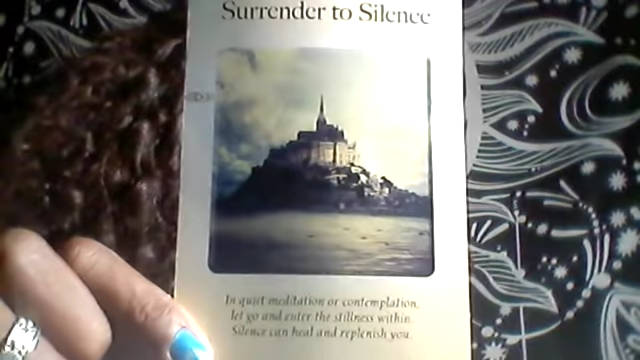 Surrender to Silence
In quiet meditation or contemplation,
let go and enter the stillness within.
Silence can heal and replenish you.